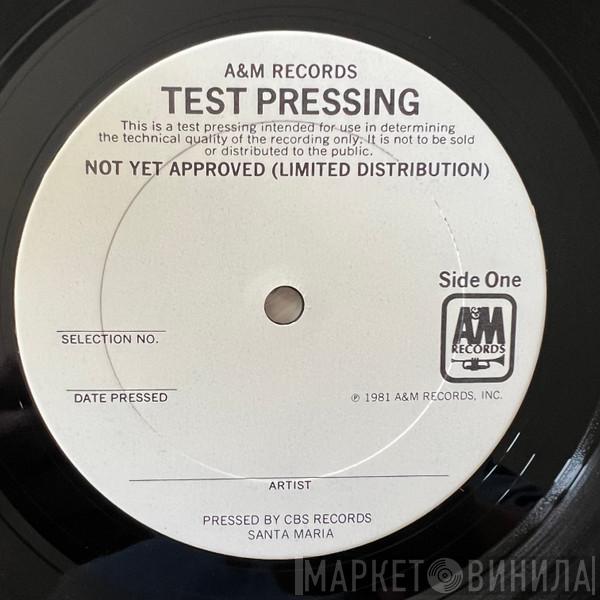 A&M RECORDS
TEST PRESSING
This is a test pressing intended for use in determining
the technical quality of the recording only. It is not to be sold
or distributed to the public.
NOT YET APPROVED (LIMITED DISTRIBUTION)
Side One
A&M
RECORDS
SELECTION NO.
DATE PRESSED
℗ 1981 A&M RECORDS, INC.
ARTIST
PRESSED BY CBS RECORDS
SANTA MARIA
МАРКЕТ ВИНИЛА